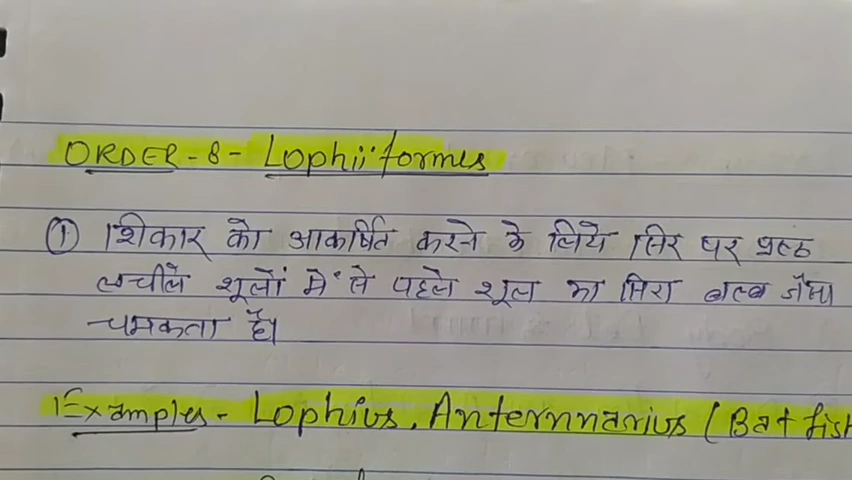 ORDER - 8 - Lophiiformes
① शिकार को आकर्षित करने के लिये सिर पर पृष्ठ
लचीले शूलों में से पहले शूल का सिरा बल्ब जैसा
चमकता है।
Examples - Lophius, Anternnarius (Bat fish